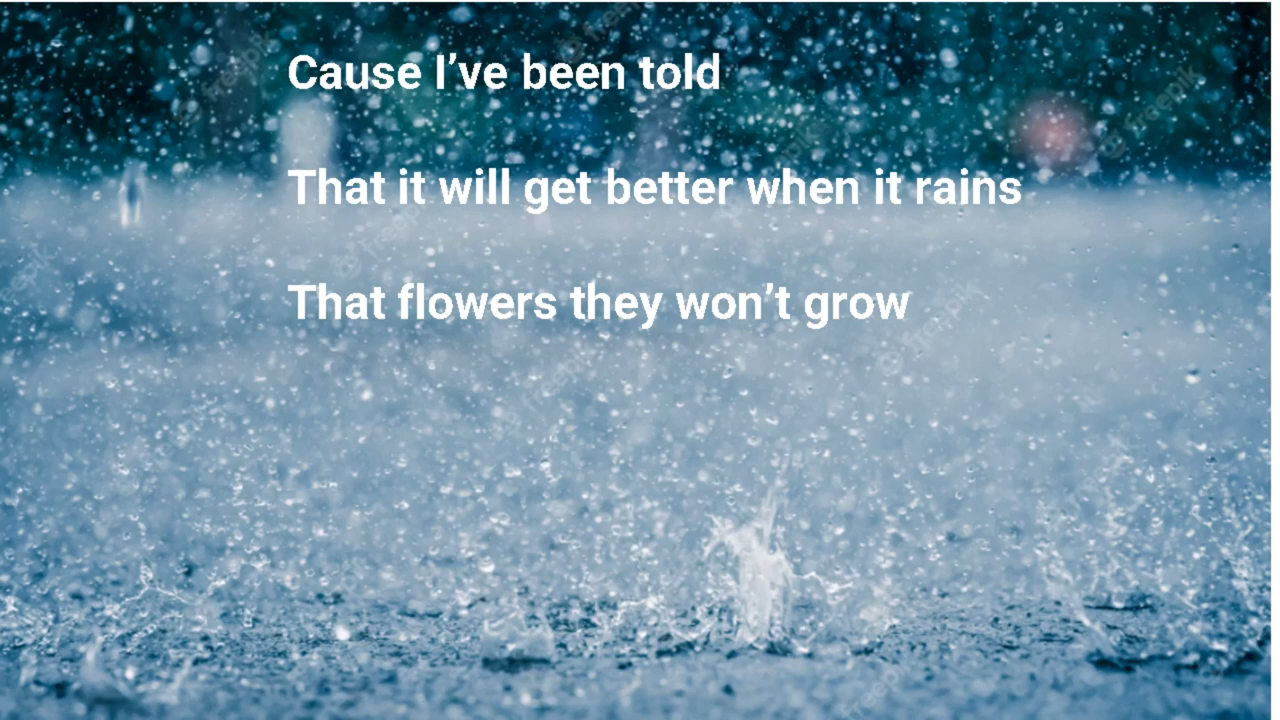 Cause I’ve been told
That it will get better when it rains
That flowers they won’t grow